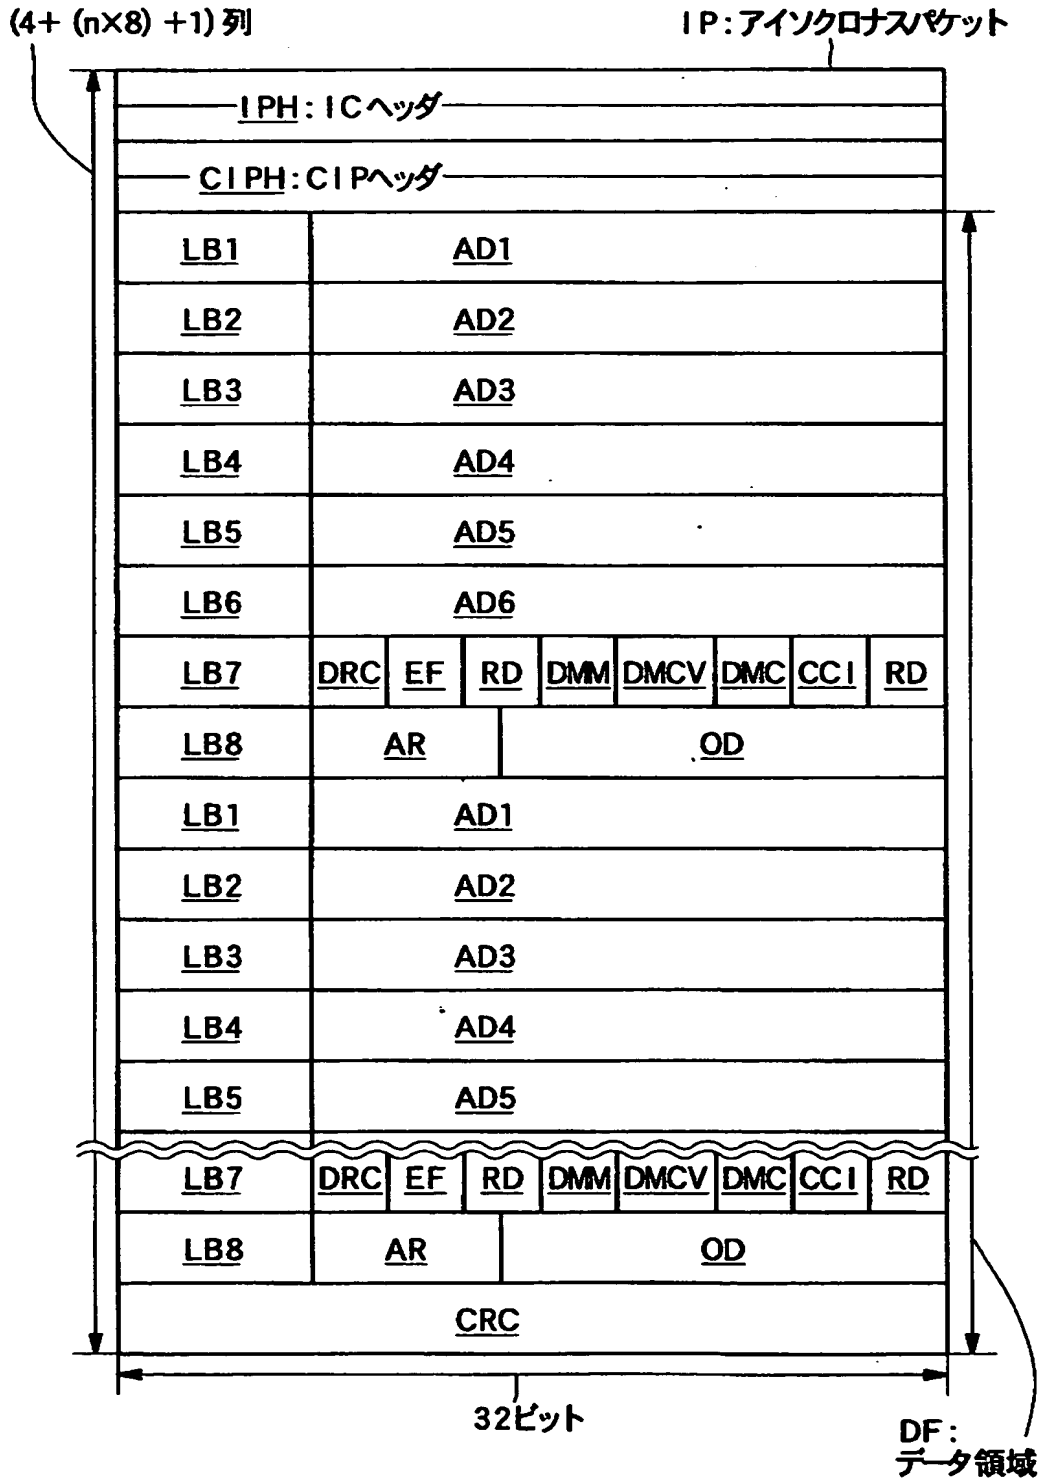 (4+ (n×8) +1) 列
IP:アイソクロナスパケット
IPH:ICヘッダ
CIPH:CIPヘッダ
LB1 AD1
LB2 AD2
LB3 AD3
LB4 AD4
LB5 AD5
LB6 AD6
LB7 DRC EF RD DMM DMCV DMC CCI RD
LB8 AR OD
LB1 AD1
LB2 AD2
LB3 AD3
LB4 AD4
LB5 AD5
LB7 DRC EF RD DMM DMCV DMC CCI RD
LB8 AR OD
CRC
32ビット
DF:
データ領域